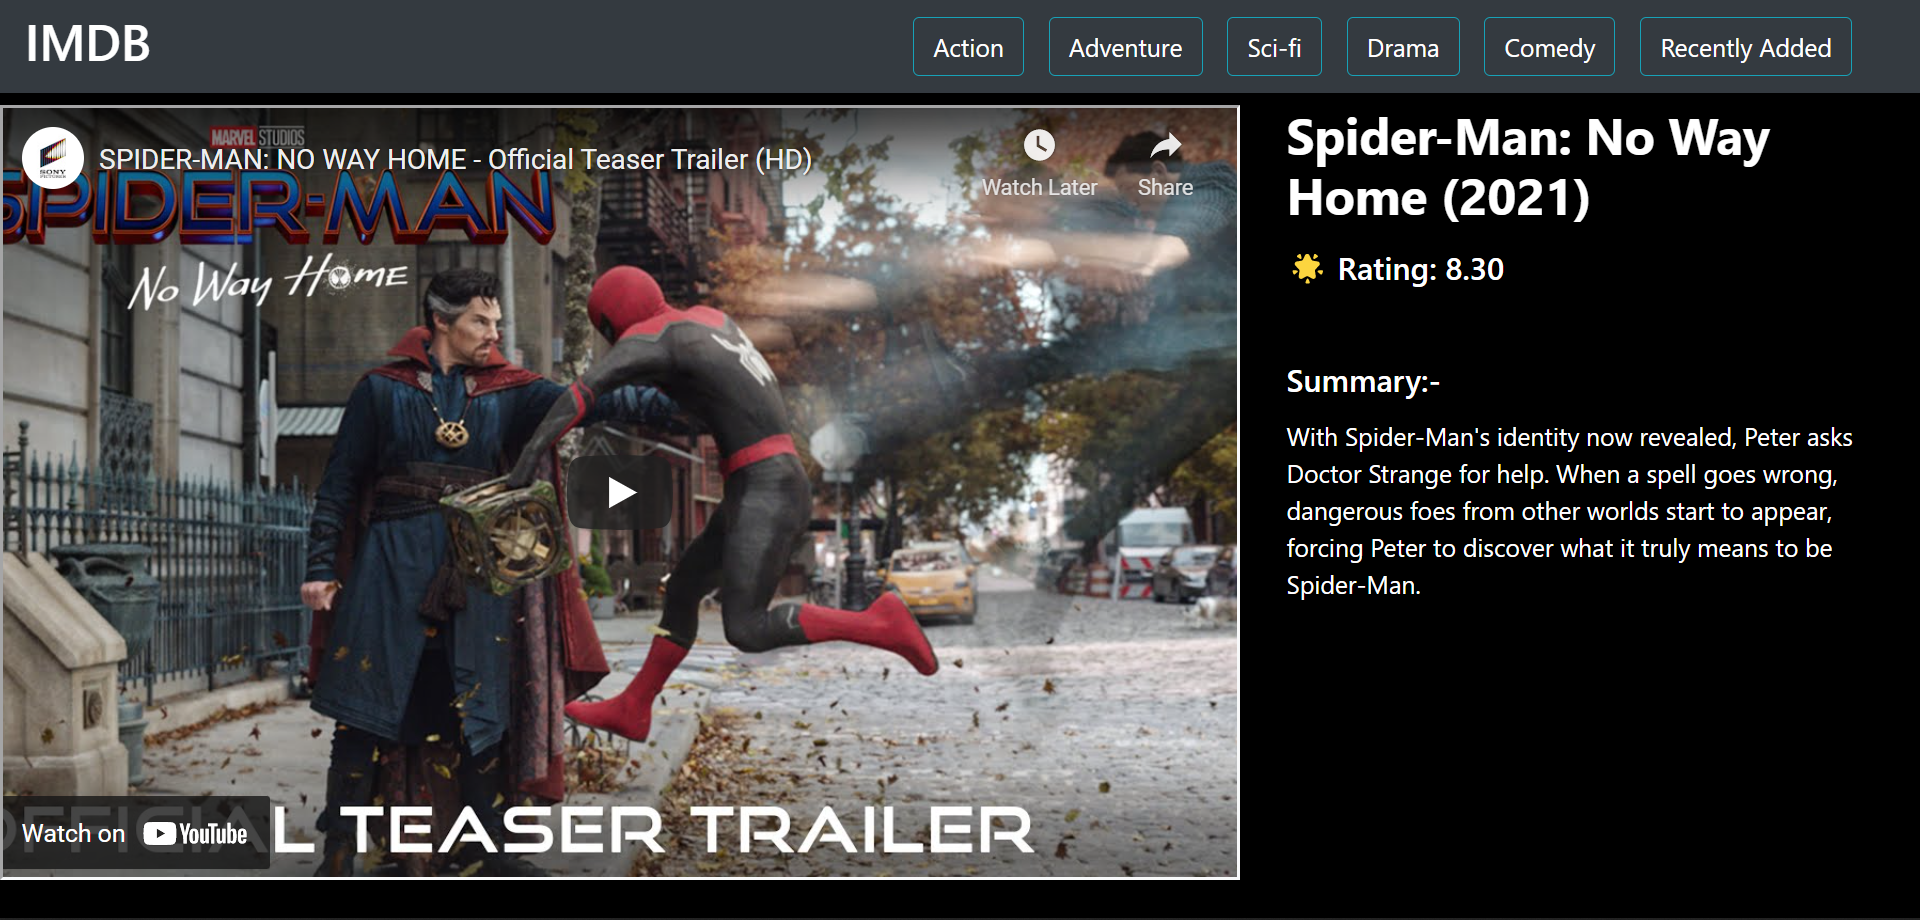 IMDB
Action
Adventure
Sci-fi
Drama
Comedy
Recently Added
MARVEL STUDIOS
SONY
PICTURES
SPIDER-MAN: NO WAY HOME - Official Teaser Trailer (HD)
Watch Later
Share
SPIDER-MAN
No Way Home
OFFICIAL TEASER TRAILER
Watch on YouTube
Spider-Man: No Way
Home (2021)
Rating: 8.30
Summary:-
With Spider-Man's identity now revealed, Peter asks
Doctor Strange for help. When a spell goes wrong,
dangerous foes from other worlds start to appear,
forcing Peter to discover what it truly means to be
Spider-Man.